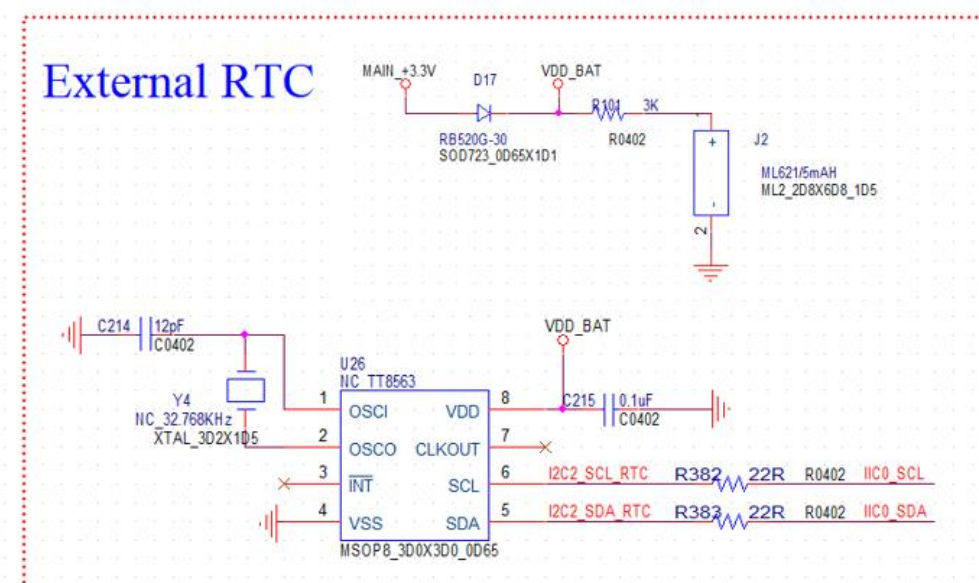 External RTC
MAIN_+3.3V
D17
VDD_BAT
R101
3K
RB520G-30
SOD723_0D65X1D1
R0402
+
-
2
J2
ML621/5mAH
ML2_2D8X6D8_1D5
C214
12pF
C0402
Y4
NC_32.768KHz
XTAL_3D2X1D5
U26
NC_TT8563
1
OSCI
2
OSCO
3
INT
4
VSS
VDD
8
CLKOUT
7
SCL
6
SDA
5
MSOP8_3D0X3D0_0D65
VDD_BAT
C215
0.1uF
C0402
I2C2_SCL_RTC
R382
22R
R0402
IIC0_SCL
I2C2_SDA_RTC
R383
22R
R0402
IIC0_SDA